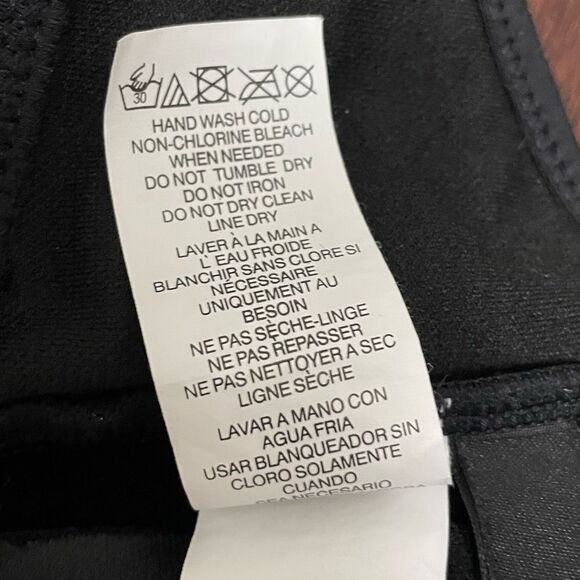 30
HAND WASH COLD
NON-CHLORINE BLEACH
WHEN NEEDED
DO NOT TUMBLE DRY
DO NOT IRON
DO NOT DRY CLEAN
LINE DRY
LAVER À LA MAIN A
L' EAU FROIDE
BLANCHIR SANS CLORE SI
NÉCESSAIRE
UNIQUEMENT AU
BESOIN
NE PAS SÈCHE-LINGE
NE PAS REPASSER
NE PAS NETTOYER A SEC
LIGNE SÈCHE
LAVAR A MANO CON
AGUA FRIA
USAR BLANQUEADOR SIN
CLORO SOLAMENTE
CUANDO
SEA NECESARIO